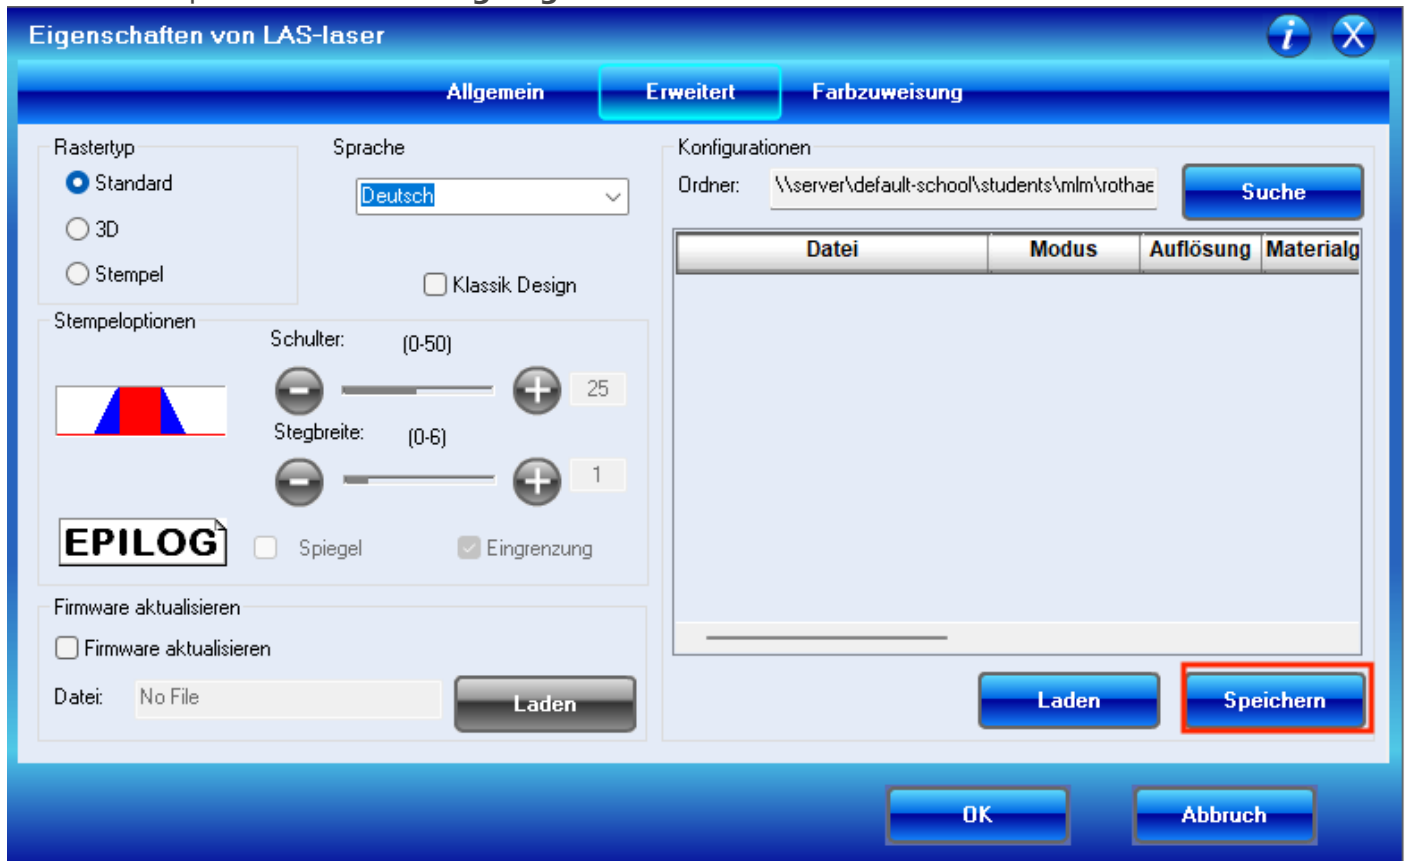 Eigenschaften von LAS-laser
Allgemein
Erweitert
Farbzuweisung
Rastertyp
Standard
3D
Stempel
Sprache
Deutsch
Klassik Design
Stempeloptionen
Schulter: (0-50)
25
Stegbreite: (0-6)
1
EPILOG
Spiegel
Eingrenzung
Firmware aktualisieren
Firmware aktualisieren
Datei: No File
Laden
Konfigurationen
Ordner: \\server\default-school\students\mlm\rothae
Suche
Datei Modus Auflösung Materialg
Laden
Speichern
OK
Abbruch